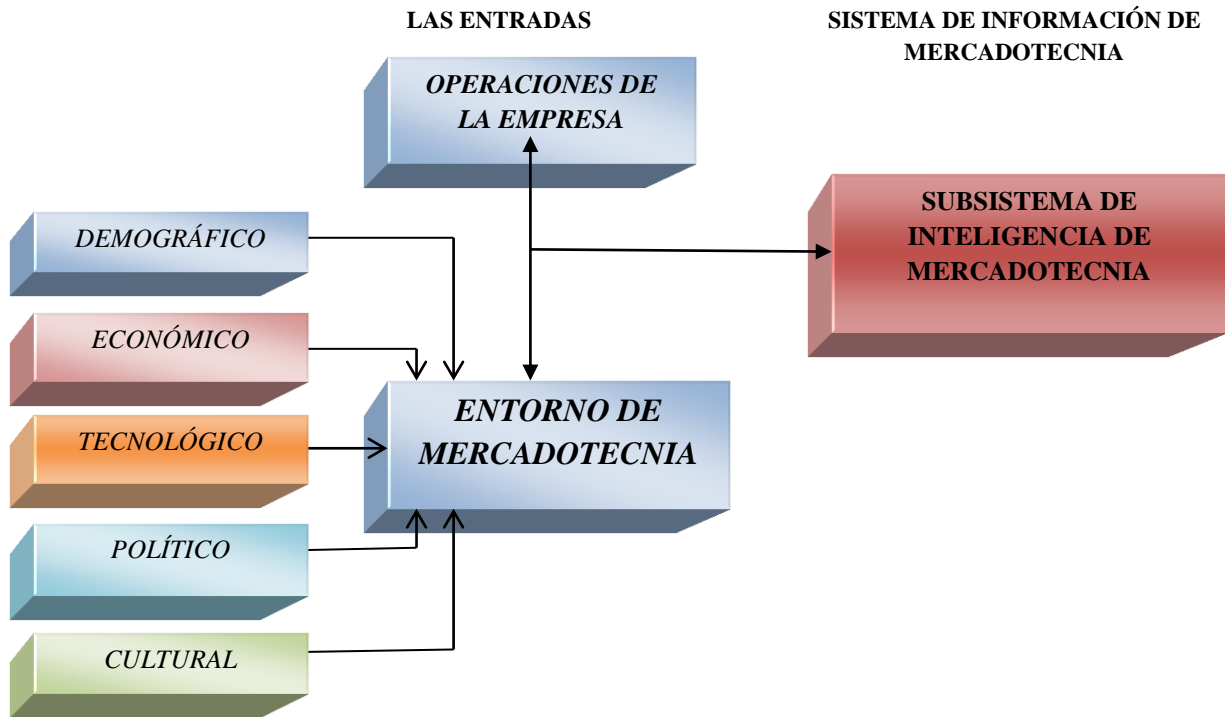 LAS ENTRADAS
SISTEMA DE INFORMACIÓN DE
MERCADOTECNIA
OPERACIONES DE
LA EMPRESA
SUBSISTEMA DE
INTELIGENCIA DE
MERCADOTECNIA
DEMOGRÁFICO
ECONÓMICO
TECNOLÓGICO
POLÍTICO
CULTURAL
ENTORNO DE
MERCADOTECNIA